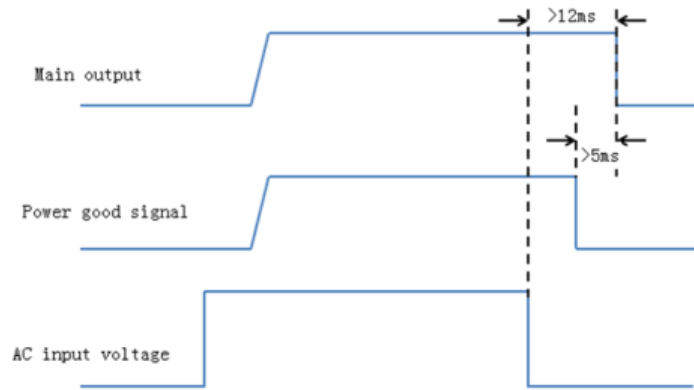 >12ms
Main output
>5ms
Power good signal
AC input voltage